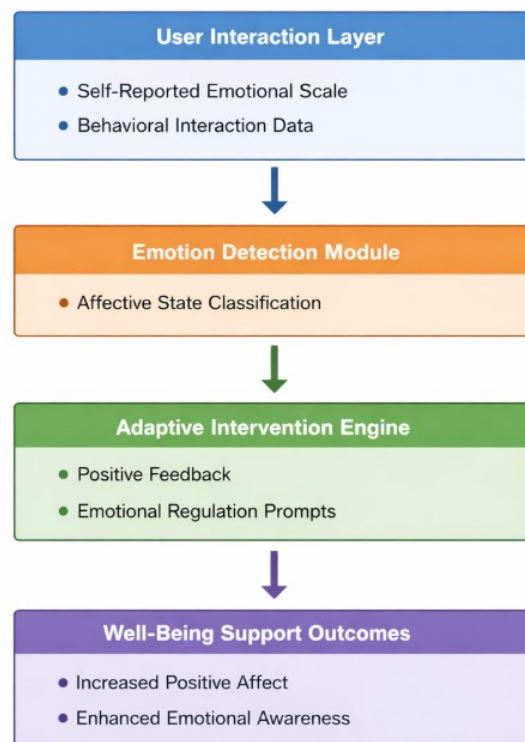 User Interaction Layer
Self-Reported Emotional Scale
Behavioral Interaction Data
Emotion Detection Module
Affective State Classification
Adaptive Intervention Engine
Positive Feedback
Emotional Regulation Prompts
Well-Being Support Outcomes
Increased Positive Affect
Enhanced Emotional Awareness